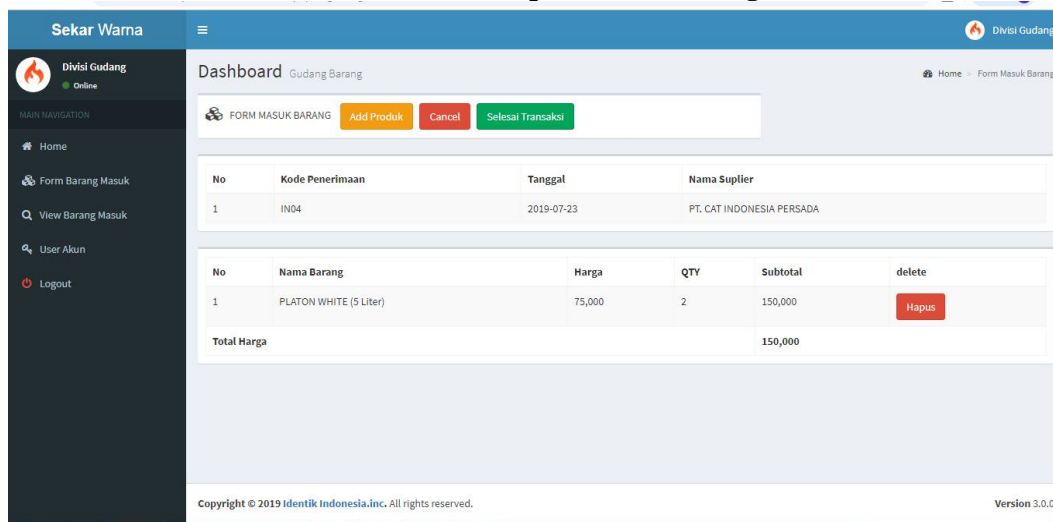 Sekar Warna
Divisi Gudang
Divisi Gudang
Online
Dashboard Gudang Barang
Home > Form Masuk Barang
MAIN NAVIGATION
Home
Form Barang Masuk
View Barang Masuk
User Akun
Logout
FORM MASUK BARANG Add Produk Cancel Selesai Transaksi
No Kode Penerimaan Tanggal Nama Suplier
1 IN04 2019-07-23 PT. CAT INDONESIA PERSADA
No Nama Barang Harga QTY Subtotal delete
1 PLATON WHITE (5 Liter) 75,000 2 150,000 Hapus
Total Harga 150,000
Copyright © 2019 Identik Indonesia.inc. All rights reserved. Version 3.0.0